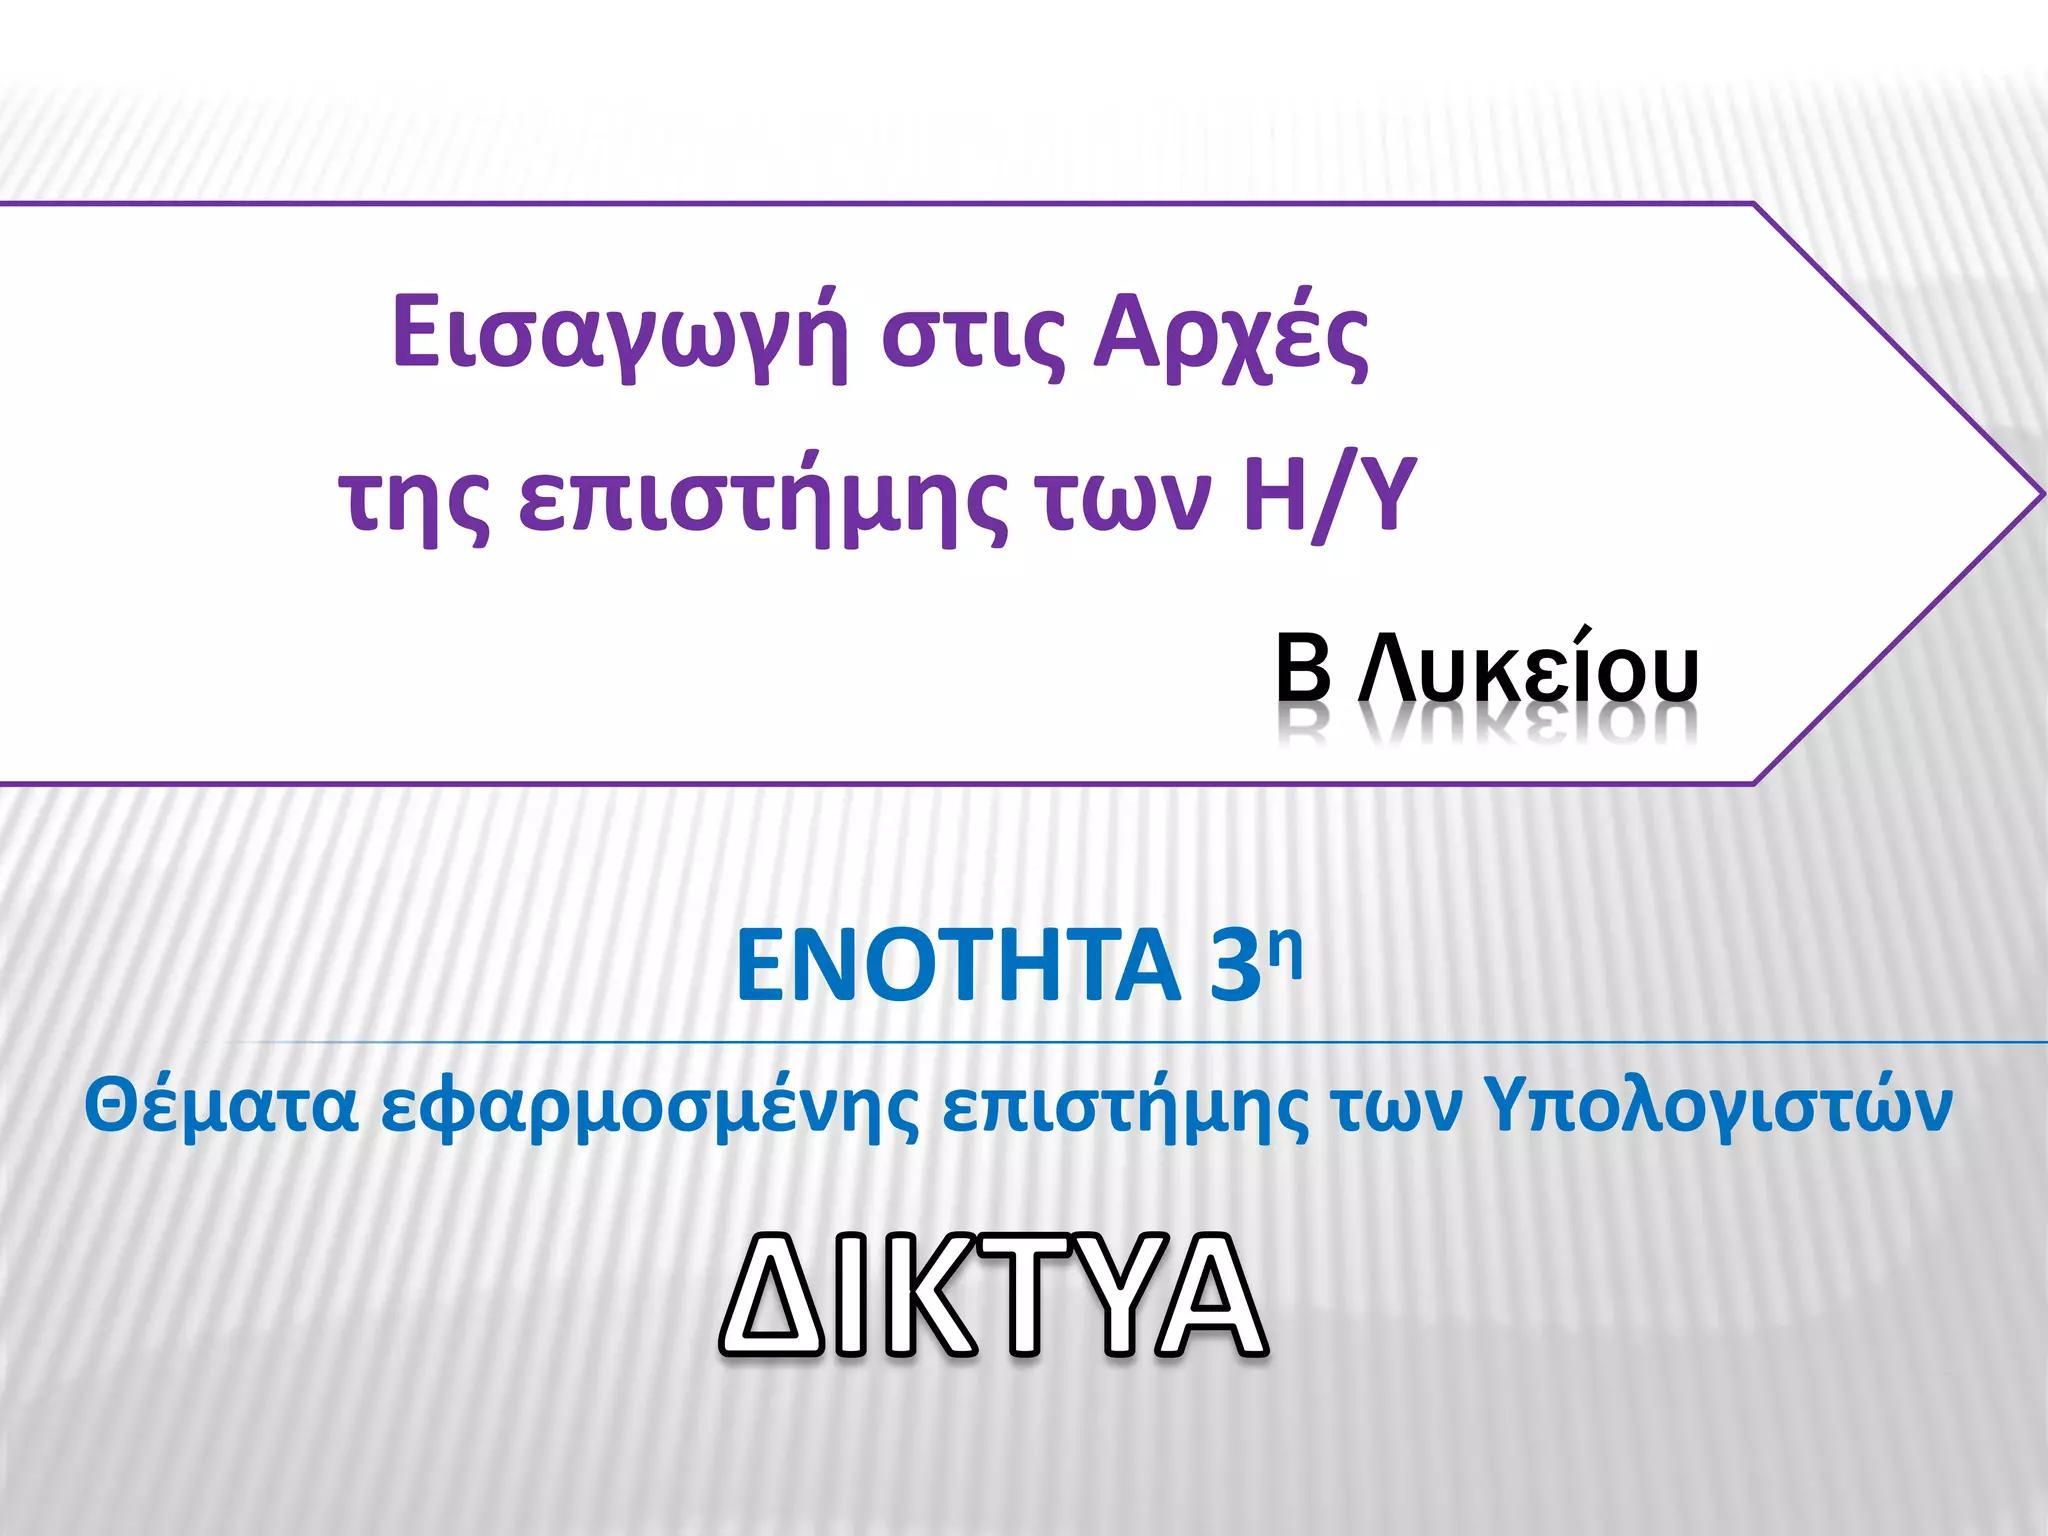 Εισαγωγή στις Αρχές
της επιστήμης των Η/Υ
Β Λυκείου
ΕΝΟΤΗΤΑ 3η
Θέματα εφαρμοσμένης επιστήμης των Υπολογιστών
ΔΙΚΤΥΑ